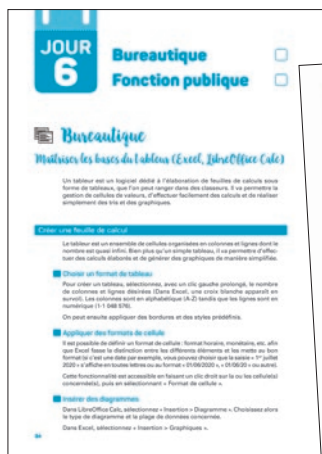 JOUR
6
Bureautique
Fonction publique
Bureautique
Maîtriser les bases du tableur (Excel, LibreOffice Calc)
Un tableur est un logiciel dédié à l'élaboration de feuilles de calculs sous
forme de tableaux, que l'on peut ranger dans des classeurs. Il va permettre la
gestion de cellules de valeurs, d'effectuer facilement des calculs et de réaliser
simplement des tris et des graphiques.
Créer une feuille de calcul
Le tableur est un ensemble de cellules organisées en colonnes et lignes dont le
nombre est quasi infini. Bien plus qu'un simple tableau, il va permettre d'effec-
tuer des calculs élaborés et de générer des graphiques de manière simplifiée.
Choisir un format de tableau
Pour créer un tableau, sélectionnez, avec un clic gauche prolongé, le nombre
de colonnes et lignes désirées (Dans Excel, une croix blanche apparaît en
survol). Les colonnes sont en alphabétique (A-Z) tandis que les lignes sont en
numérique (1-1 048 576).
On peut ensuite appliquer des bordures et des styles prédéfinis.
Appliquer des formats de cellule
Il est possible de définir un format de cellule : format horaire, monétaire, etc. afin
que Excel fasse la distinction entre les différents éléments et les mette au bon
format (si c'est une date par exemple, vous pouvez choisir que la saisie « 1er juillet
2020 » s'affiche en toutes lettres ou au format « 01/06/2020 », « 01/06/20 » ou autre).
Cette fonctionnalité est accessible en faisant un clic droit sur la ou les cellule(s)
concernée(s), puis en sélectionnant « Format de cellule ».
Insérer des diagrammes
Dans LibreOffice Calc, sélectionnez « Insertion > Diagramme ». Choisissez alors
le type de diagramme et la plage de données concernée.
Dans Excel, sélectionnez « Insertion > Graphiques ».